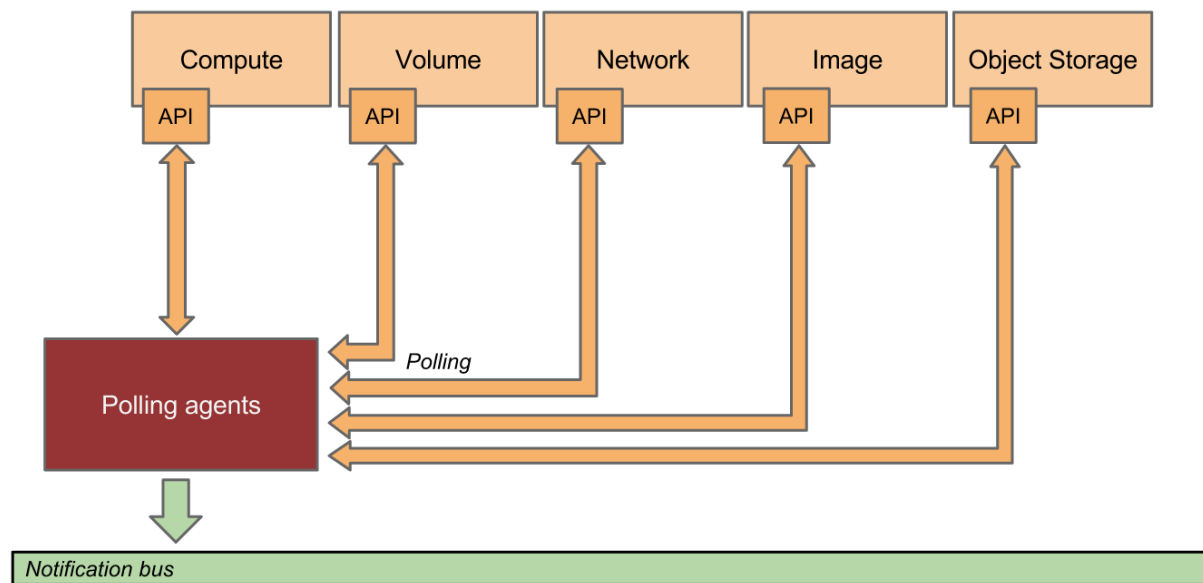 Compute
Volume
Network
Image
Object Storage
API
API
API
API
API
Polling
Polling agents
Notification bus